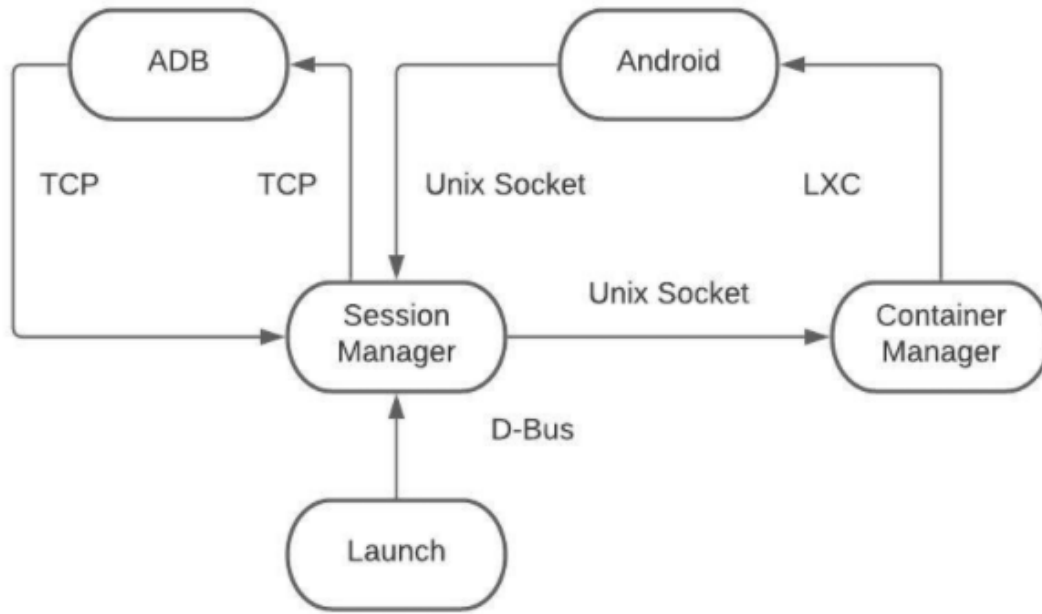 ADB
Android
TCP
TCP
Unix Socket
LXC
Unix Socket
Session
Manager
Container
Manager
D-Bus
Launch